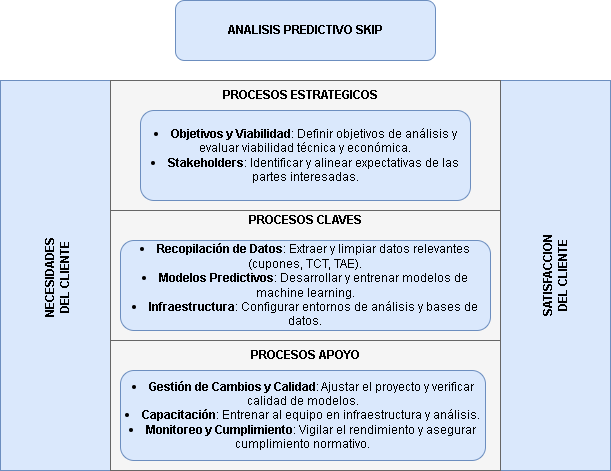 ANALISIS PREDICTIVO SKIP
NECESIDADES
DEL CLIENTE
PROCESOS ESTRATEGICOS
• Objetivos y Viabilidad: Definir objetivos de análisis y
evaluar viabilidad técnica y económica.
• Stakeholders: Identificar y alinear expectativas de las
partes interesadas.
PROCESOS CLAVES
• Recopilación de Datos: Extraer y limpiar datos relevantes
(cupones, TCT, TAE).
• Modelos Predictivos: Desarrollar y entrenar modelos de
machine learning.
• Infraestructura: Configurar entornos de análisis y bases de
datos.
PROCESOS APOYO
• Gestión de Cambios y Calidad: Ajustar el proyecto y verificar
calidad de modelos.
• Capacitación: Entrenar al equipo en infraestructura y análisis.
• Monitoreo y Cumplimiento: Vigilar el rendimiento y asegurar
cumplimiento normativo.
SATISFACCION
DEL CLIENTE